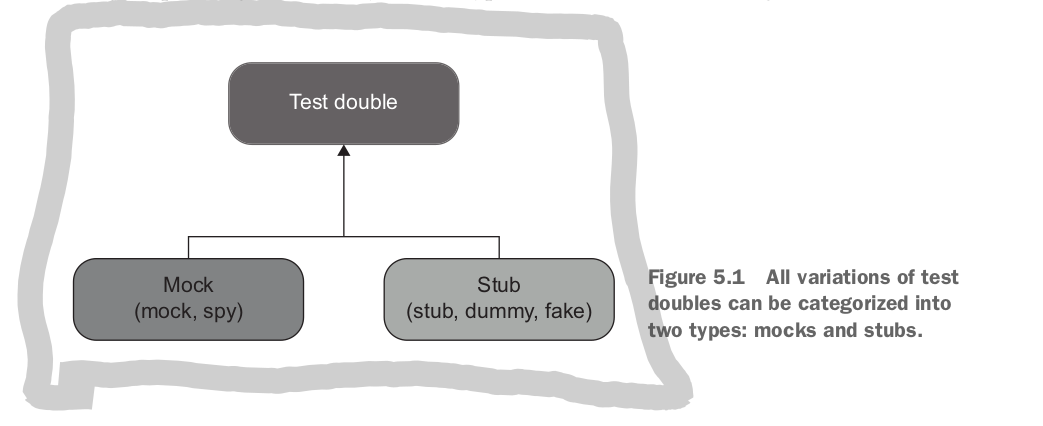 Test double
Mock
(mock, spy)
Stub
(stub, dummy, fake)
Figure 5.1 All variations of test
doubles can be categorized into
two types: mocks and stubs.